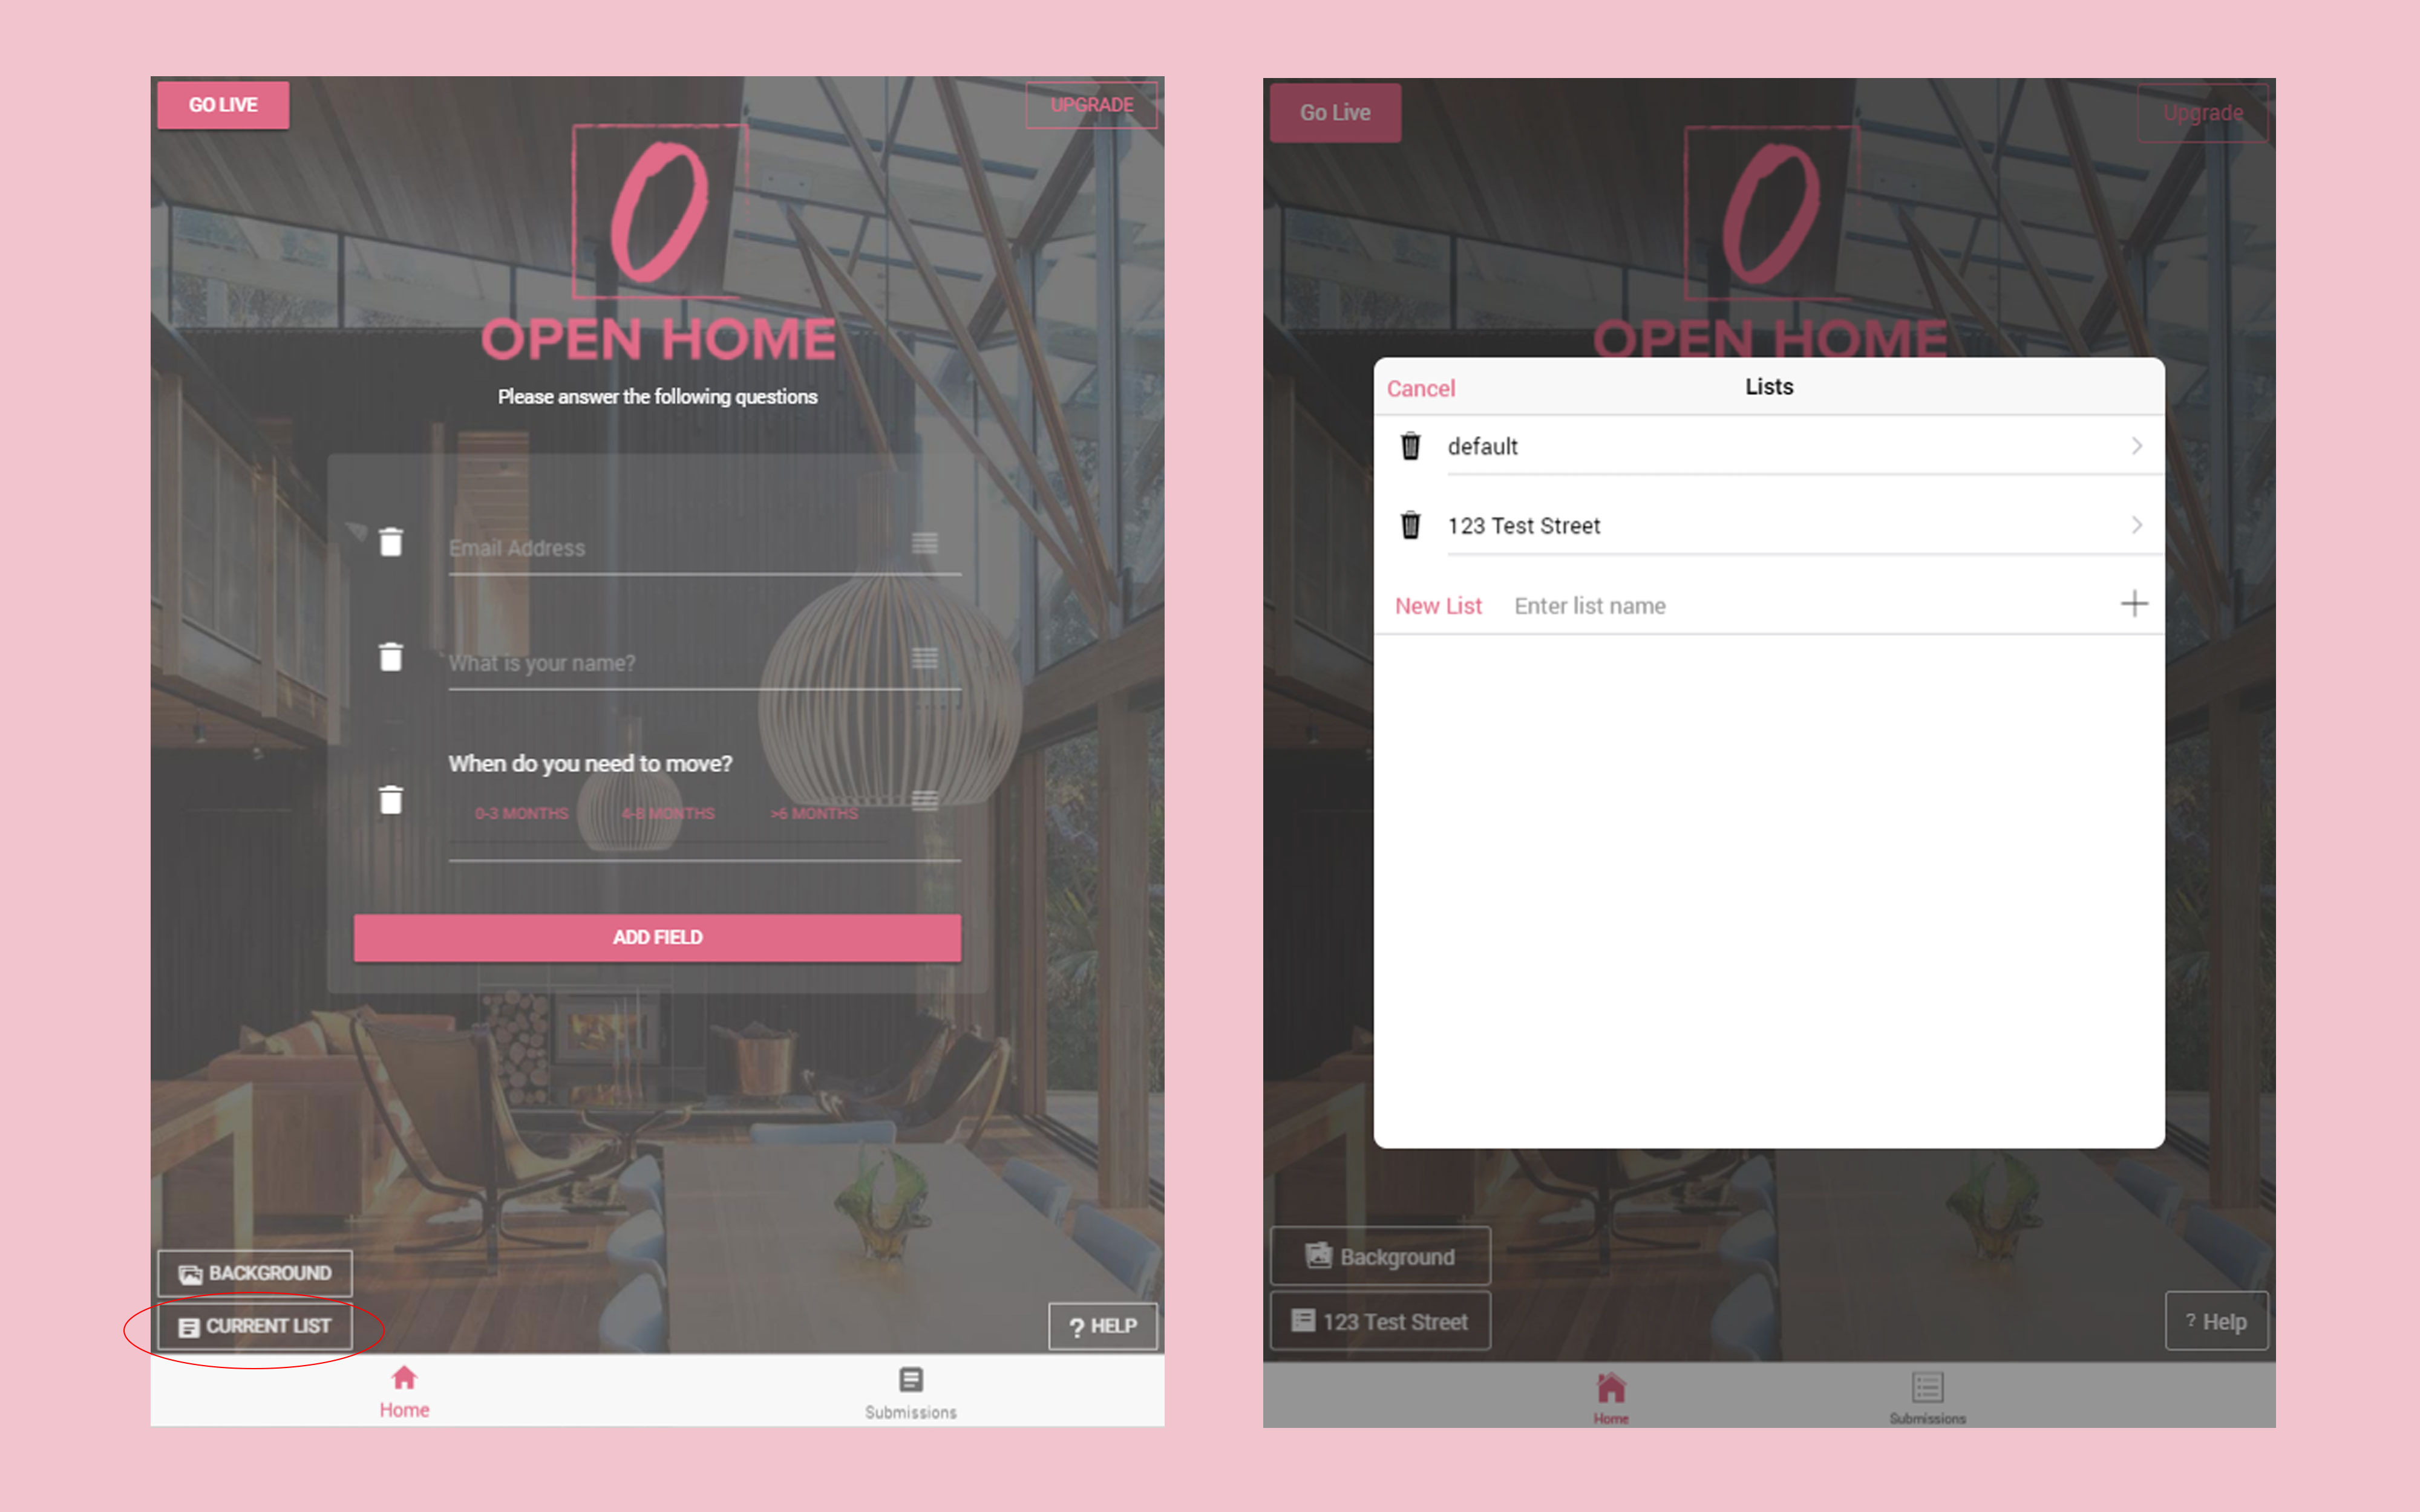 GO LIVE
UPGRADE
OPEN HOME
Please answer the following questions
Email Address
What is your name?
When do you need to move?
0-3 MONTHS 4-8 MONTHS >6 MONTHS
ADD FIELD
BACKGROUND
CURRENT LIST
? HELP
Home
Submissions
Go Live
Upgrade
OPEN HOME
Cancel
Lists
default
123 Test Street
New List Enter list name
Background
123 Test Street
? Help
Home
Submissions